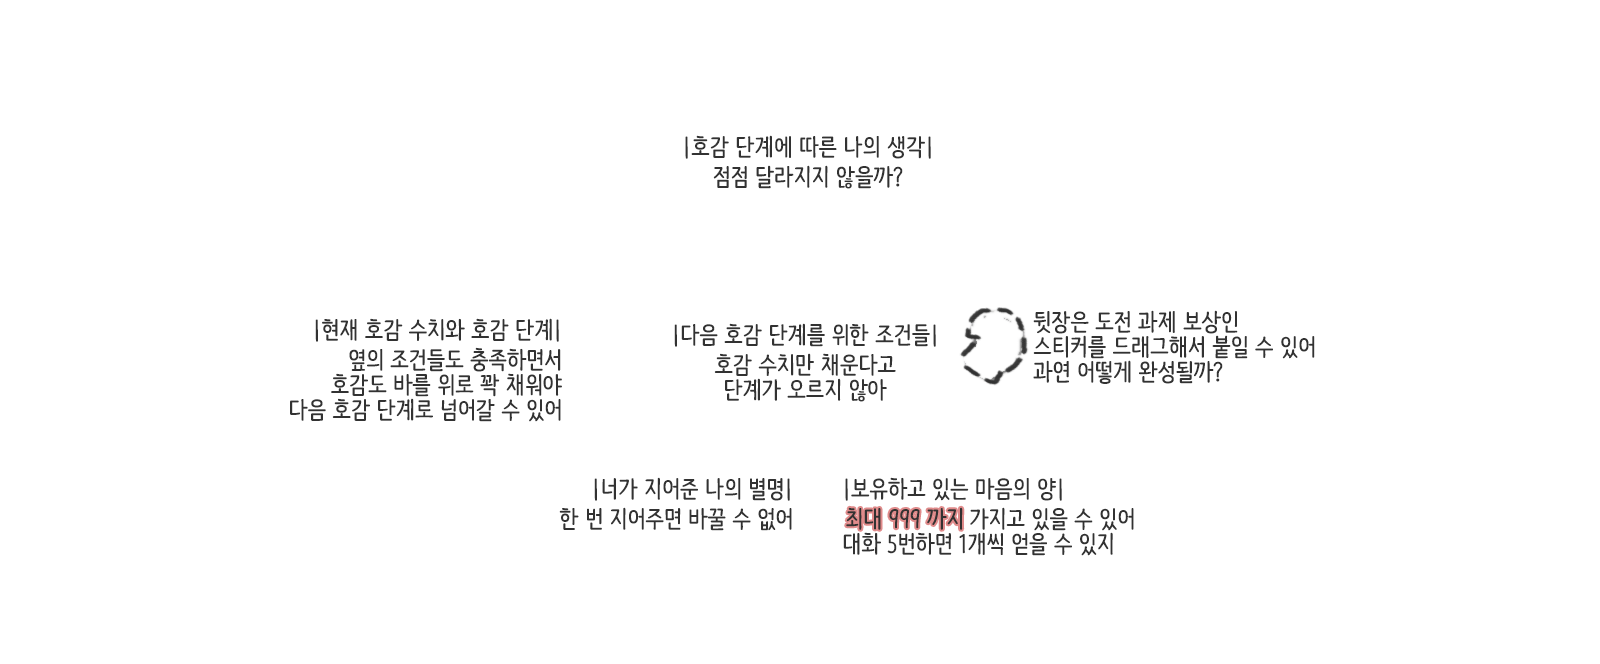 |호감 단계에 따른 나의 생각|
점점 달라지지 않을까?
|현재 호감 수치와 호감 단계|
옆의 조건들도 충족하면서
호감도 바를 위로 꽉 채워야
다음 호감 단계로 넘어갈 수 있어
|다음 호감 단계를 위한 조건들|
호감 수치만 채운다고
단계가 오르지 않아
뒷장은 도전 과제 보상인
스티커를 드래그해서 붙일 수 있어
과연 어떻게 완성될까?
|너가 지어준 나의 별명|
한 번 지어주면 바꿀 수 없어
|보유하고 있는 마음의 양|
최대 999 까지 가지고 있을 수 있어
대화 5번하면 1개씩 얻을 수 있지